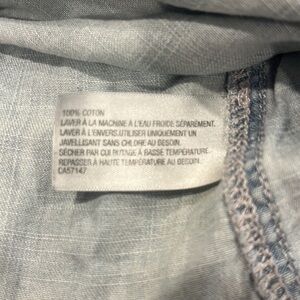 100% COTON
LAVER À LA MACHINE À L'EAU FROIDE SÉPARÉMENT.
LAVER À L'ENVERS.UTILISER UNIQUEMENT UN
JAVELLISANT SANS CHLORE AU BESOIN.
SÉCHER PAR CULBUTAGE À BASSE TEMPÉRATURE.
REPASSER À HAUTE TEMPÉRATURE AU BESOIN.
CA57147